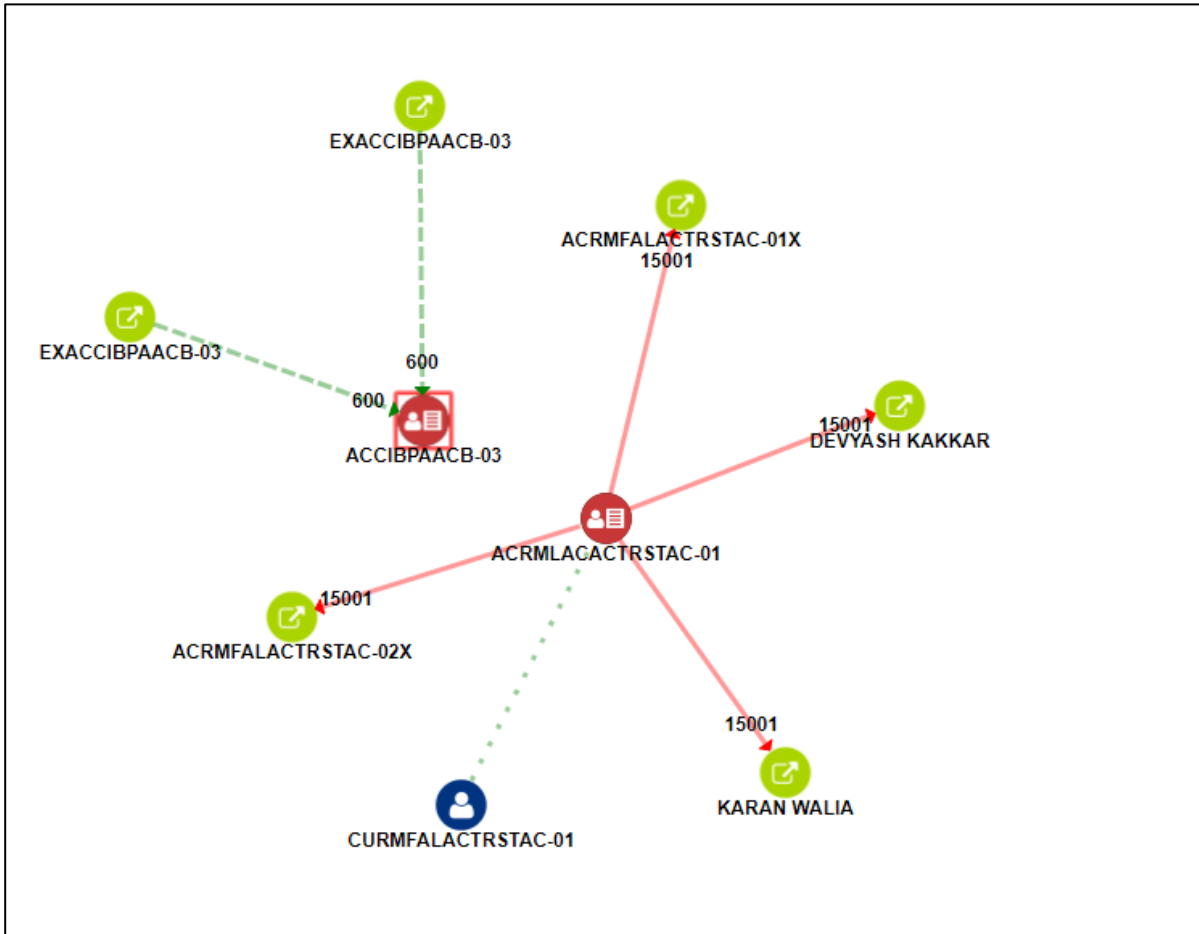 EXACCIBPAACB-03
ACRMFALACTRSTAC-01X
15001
EXACCIBPAACB-03
600
600
15001
DEVYASH KAKKAR
ACCIBPAACB-03
ACRMLACACTRSTAC-01
15001
ACRMFALACTRSTAC-02X
15001
KARAN WALIA
CURMFALACTRSTAC-01